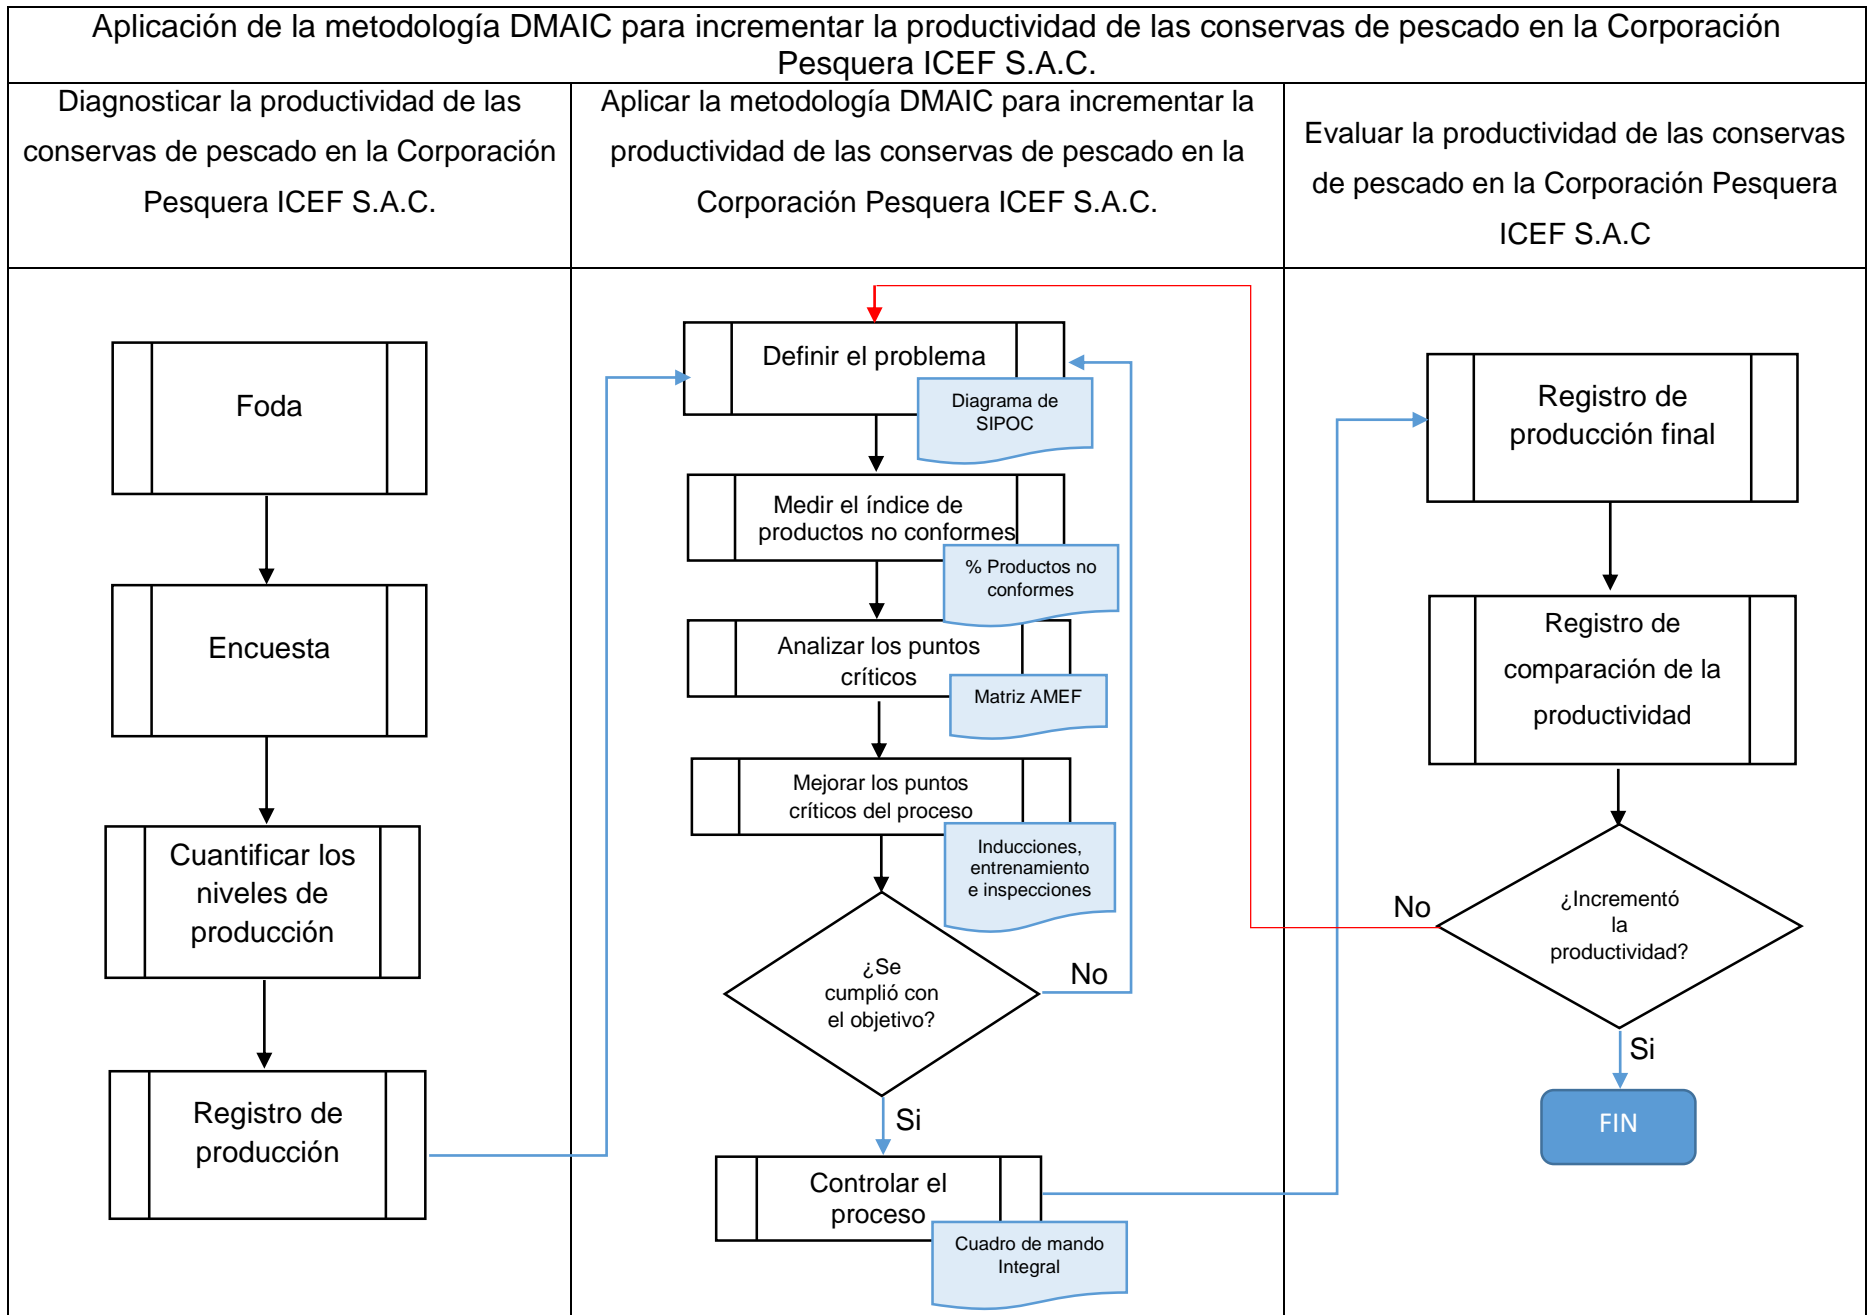 Aplicación de la metodología DMAIC para incrementar la productividad de las conservas de pescado en la Corporación
Pesquera ICEF S.A.C.
Diagnosticar la productividad de las
conservas de pescado en la Corporación
Pesquera ICEF S.A.C.
Aplicar la metodología DMAIC para incrementar la
productividad de las conservas de pescado en la
Corporación Pesquera ICEF S.A.C.
Evaluar la productividad de las conservas
de pescado en la Corporación Pesquera
ICEF S.A.C
Foda
Encuesta
Cuantificar los
niveles de
producción
Registro de
producción
Definir el problema
Diagrama de
SIPOC
Medir el índice de
productos no conformes
% Productos no
conformes
Analizar los puntos
críticos
Matriz AMEF
Mejorar los puntos
críticos del proceso
Inducciones,
entrenamiento
e inspecciones
¿Se
cumplió con
el objetivo?
No
Si
Controlar el
proceso
Cuadro de mando
Integral
Registro de
producción final
Registro de
comparación de la
productividad
¿Incrementó
la
productividad?
No
Si
FIN